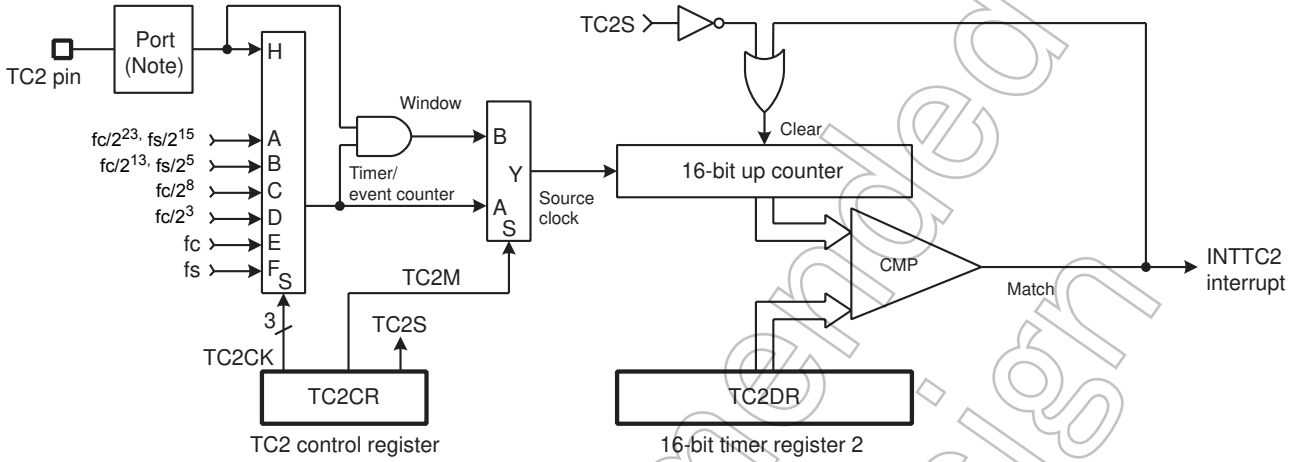 TC2 pin
Port
(Note)
H
fc/2^23, fs/2^15
A
fc/2^13, fs/2^5
B
fc/2^8
C
fc/2^3
D
fc
E
fs
F
S
3
TC2CK
Window
Timer/
event counter
B
Y
A
S
Source
clock
TC2M
TC2S
TC2CR
TC2 control register
TC2S
Clear
16-bit up counter
CMP
Match
INTTC2
interrupt
TC2DR
16-bit timer register 2
mended
sign